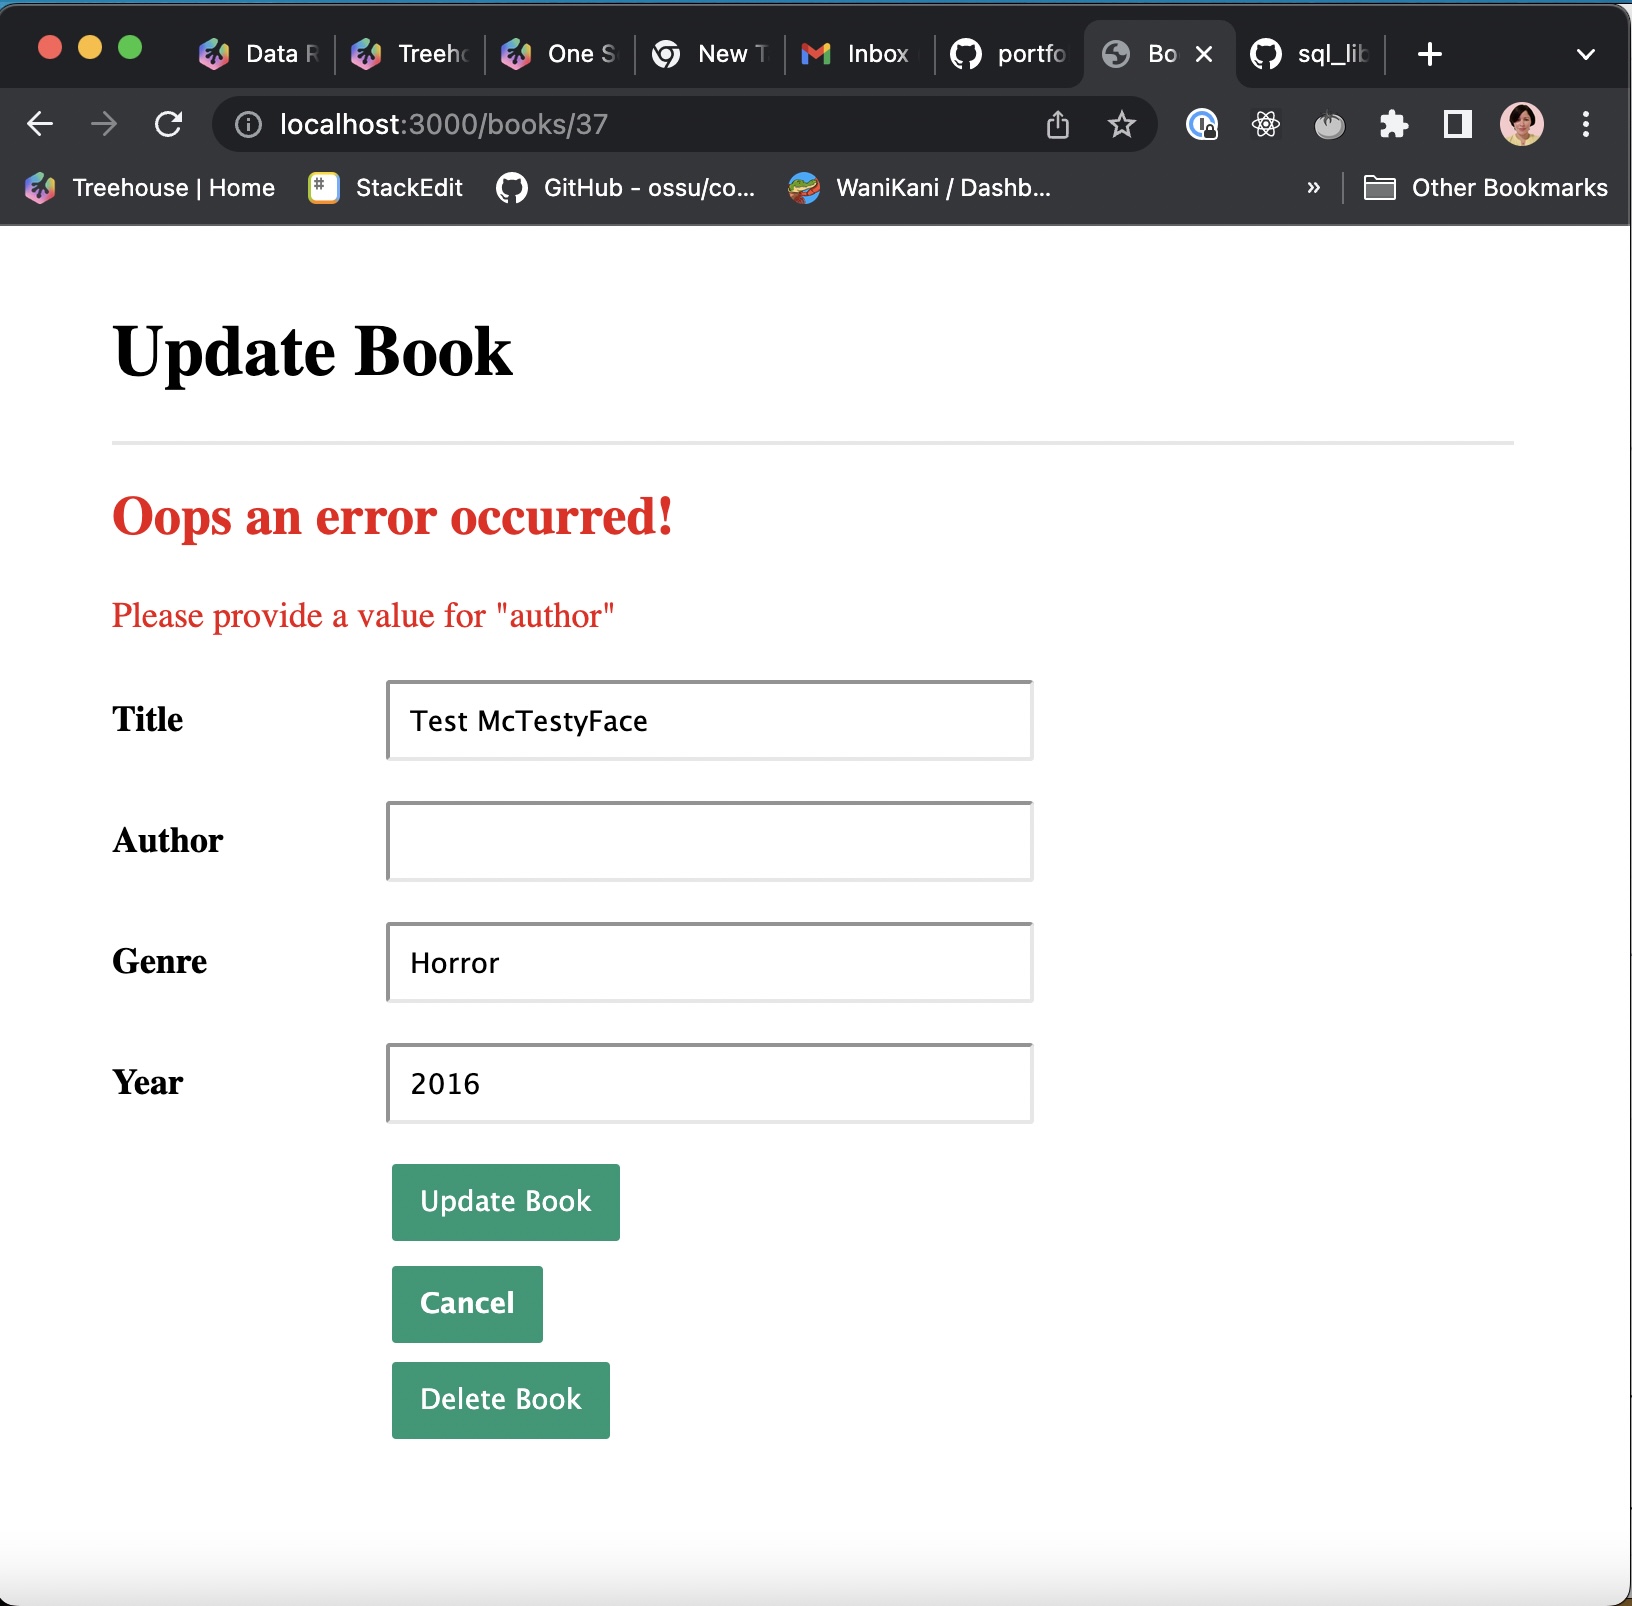 Data R Treeho One S New T Inbox portfo Bo sql_lib
localhost:3000/books/37
Treehouse | Home StackEdit GitHub - ossu/co... WaniKani / Dashb... » Other Bookmarks
Update Book
Oops an error occurred!
Please provide a value for "author"
Title Test McTestyFace
Author
Genre Horror
Year 2016
Update Book
Cancel
Delete Book